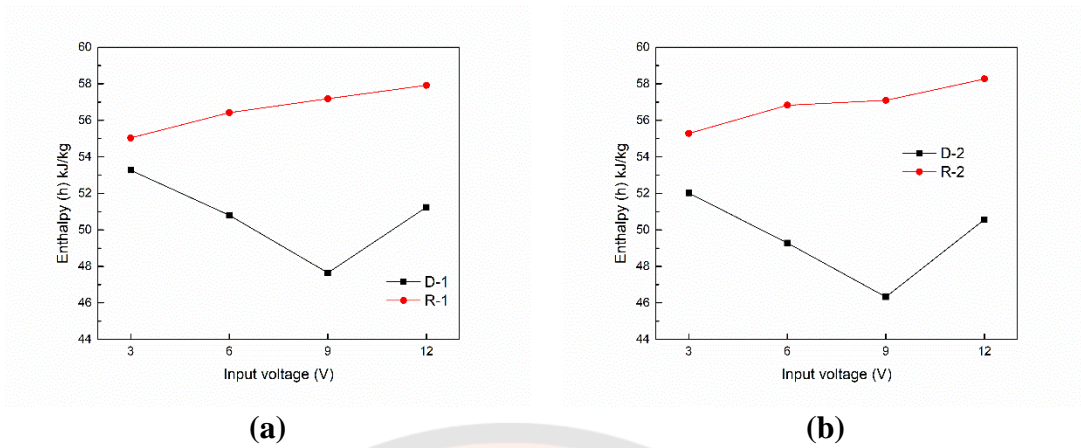 60
58
56
54
52
50
48
46
44
Enthalpy (h) kJ/kg
D-1
R-1
3 6 9 12
Input voltage (V)
(a)
60
58
56
54
52
50
48
46
44
Enthalpy (h) kJ/kg
D-2
R-2
3 6 9 12
Input voltage (V)
(b)